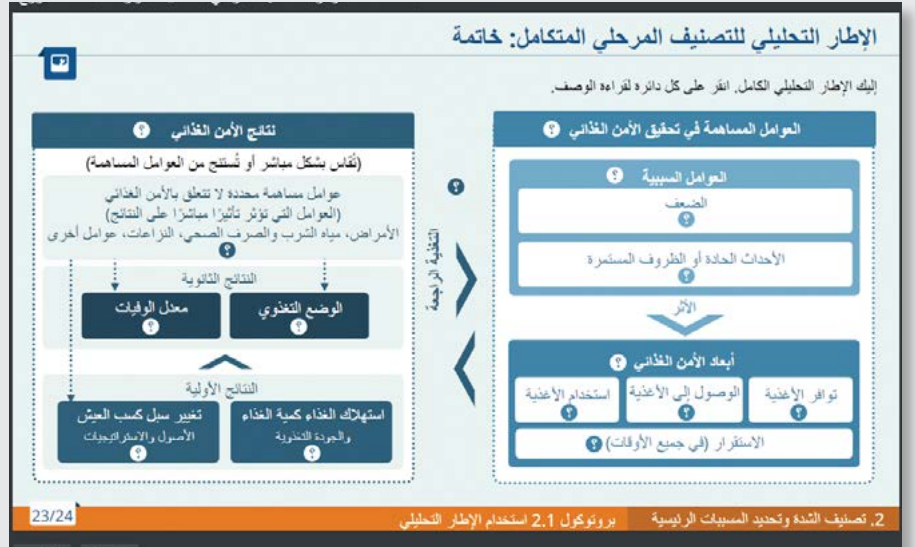 الإطار التحليلي للتصنيف المرحلي المتكامل: خاتمة
إليك الإطار التحليلي الكامل. انقر على كل دائرة لقراءة الوصف.
العوامل المساهمة في تحقيق الأمن الغذائي ؟
العوامل السببية ؟
الضعف
؟
الأحداث الحادة أو الظروف المستمرة
؟
الأثر
أبعاد الأمن الغذائي ؟
توافر الأغذية
؟
الوصول إلى الأغذية
؟
استخدام الأغذية
؟
الاستقرار (في جميع الأوقات) ؟
؟
التغذية الراجعة
نتائج الأمن الغذائي ؟
(تُقاس بشكل مباشر أو تُستنتج من العوامل المساهمة)
عوامل مساهمة محددة لا تتعلق بالأمن الغذائي
(العوامل التي تؤثر تأثيرًا مباشرًا على النتائج)
الأمراض، مياه الشرب والصرف الصحي، النزاعات، عوامل أخرى
؟
النتائج الثانوية
الوضع التغذوي
؟
معدل الوفيات
؟
النتائج الأولية
استهلاك الغذاء كمية الغذاء
والجودة التغذوية
؟
تغيير سبل كسب العيش
الأصول والاستراتيجيات
؟
2. تصنيف الشدة وتحديد المسببات الرئيسية
بروتوكول 2.1 استخدام الإطار التحليلي
23/24